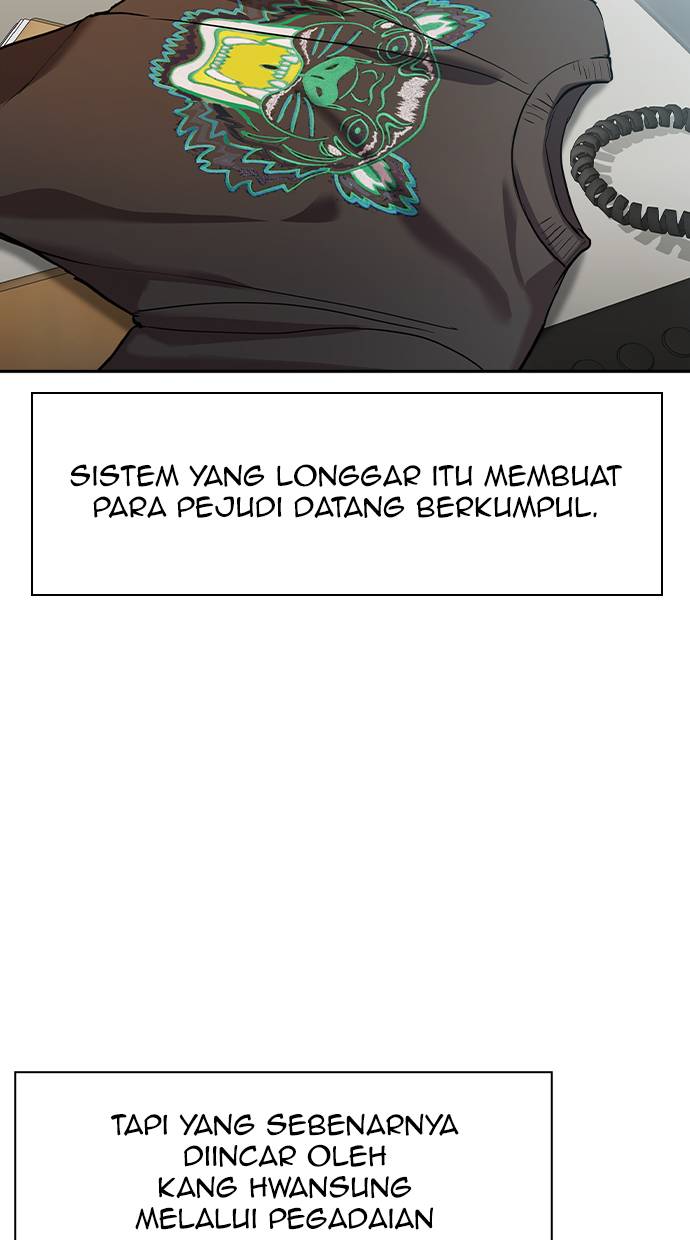 SISTEM YANG LONGGAR ITU MEMBUAT
PARA PEJUDI DATANG BERKUMPUL.
TAPI YANG SEBENARNYA
DIINCAR OLEH
KANG HWANSUNG
MELALUI PEGADAIAN